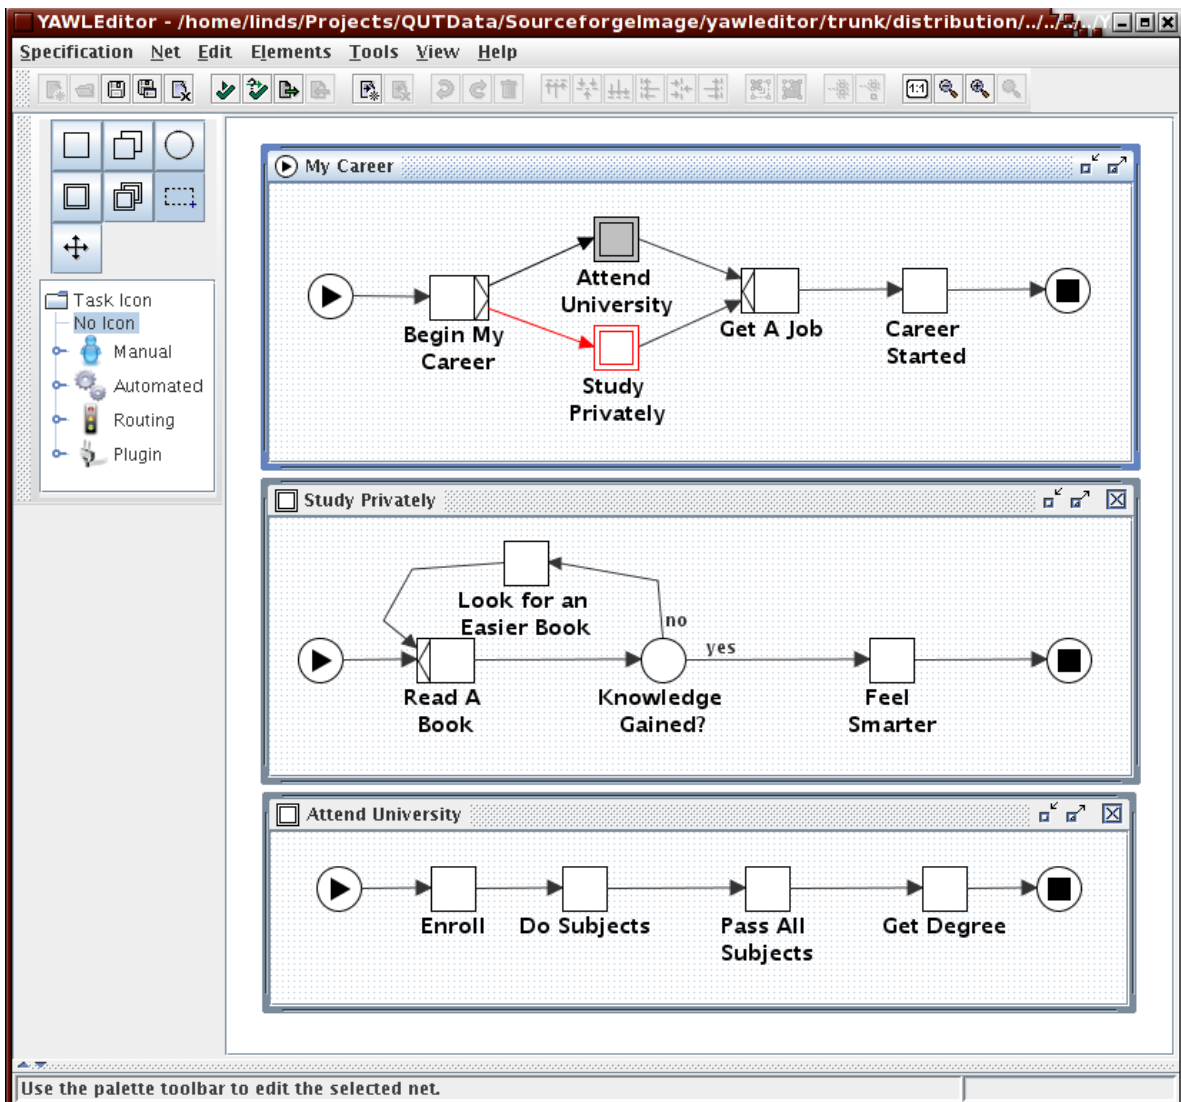 YAWLEditor - /home/linds/Projects/QUTData/SourceforgeImage/yawleditor/trunk/distribution/../../../../Y
Specification Net Edit Elements Tools View Help
1:1
Task Icon
No Icon
Manual
Automated
Routing
Plugin
My Career
Attend
University
Begin My
Career
Study
Privately
Get A Job
Career
Started
Study Privately
Look for an
Easier Book
no
yes
Read A
Book
Knowledge
Gained?
Feel
Smarter
Attend University
Enroll
Do Subjects
Pass All
Subjects
Get Degree
Use the palette toolbar to edit the selected net.